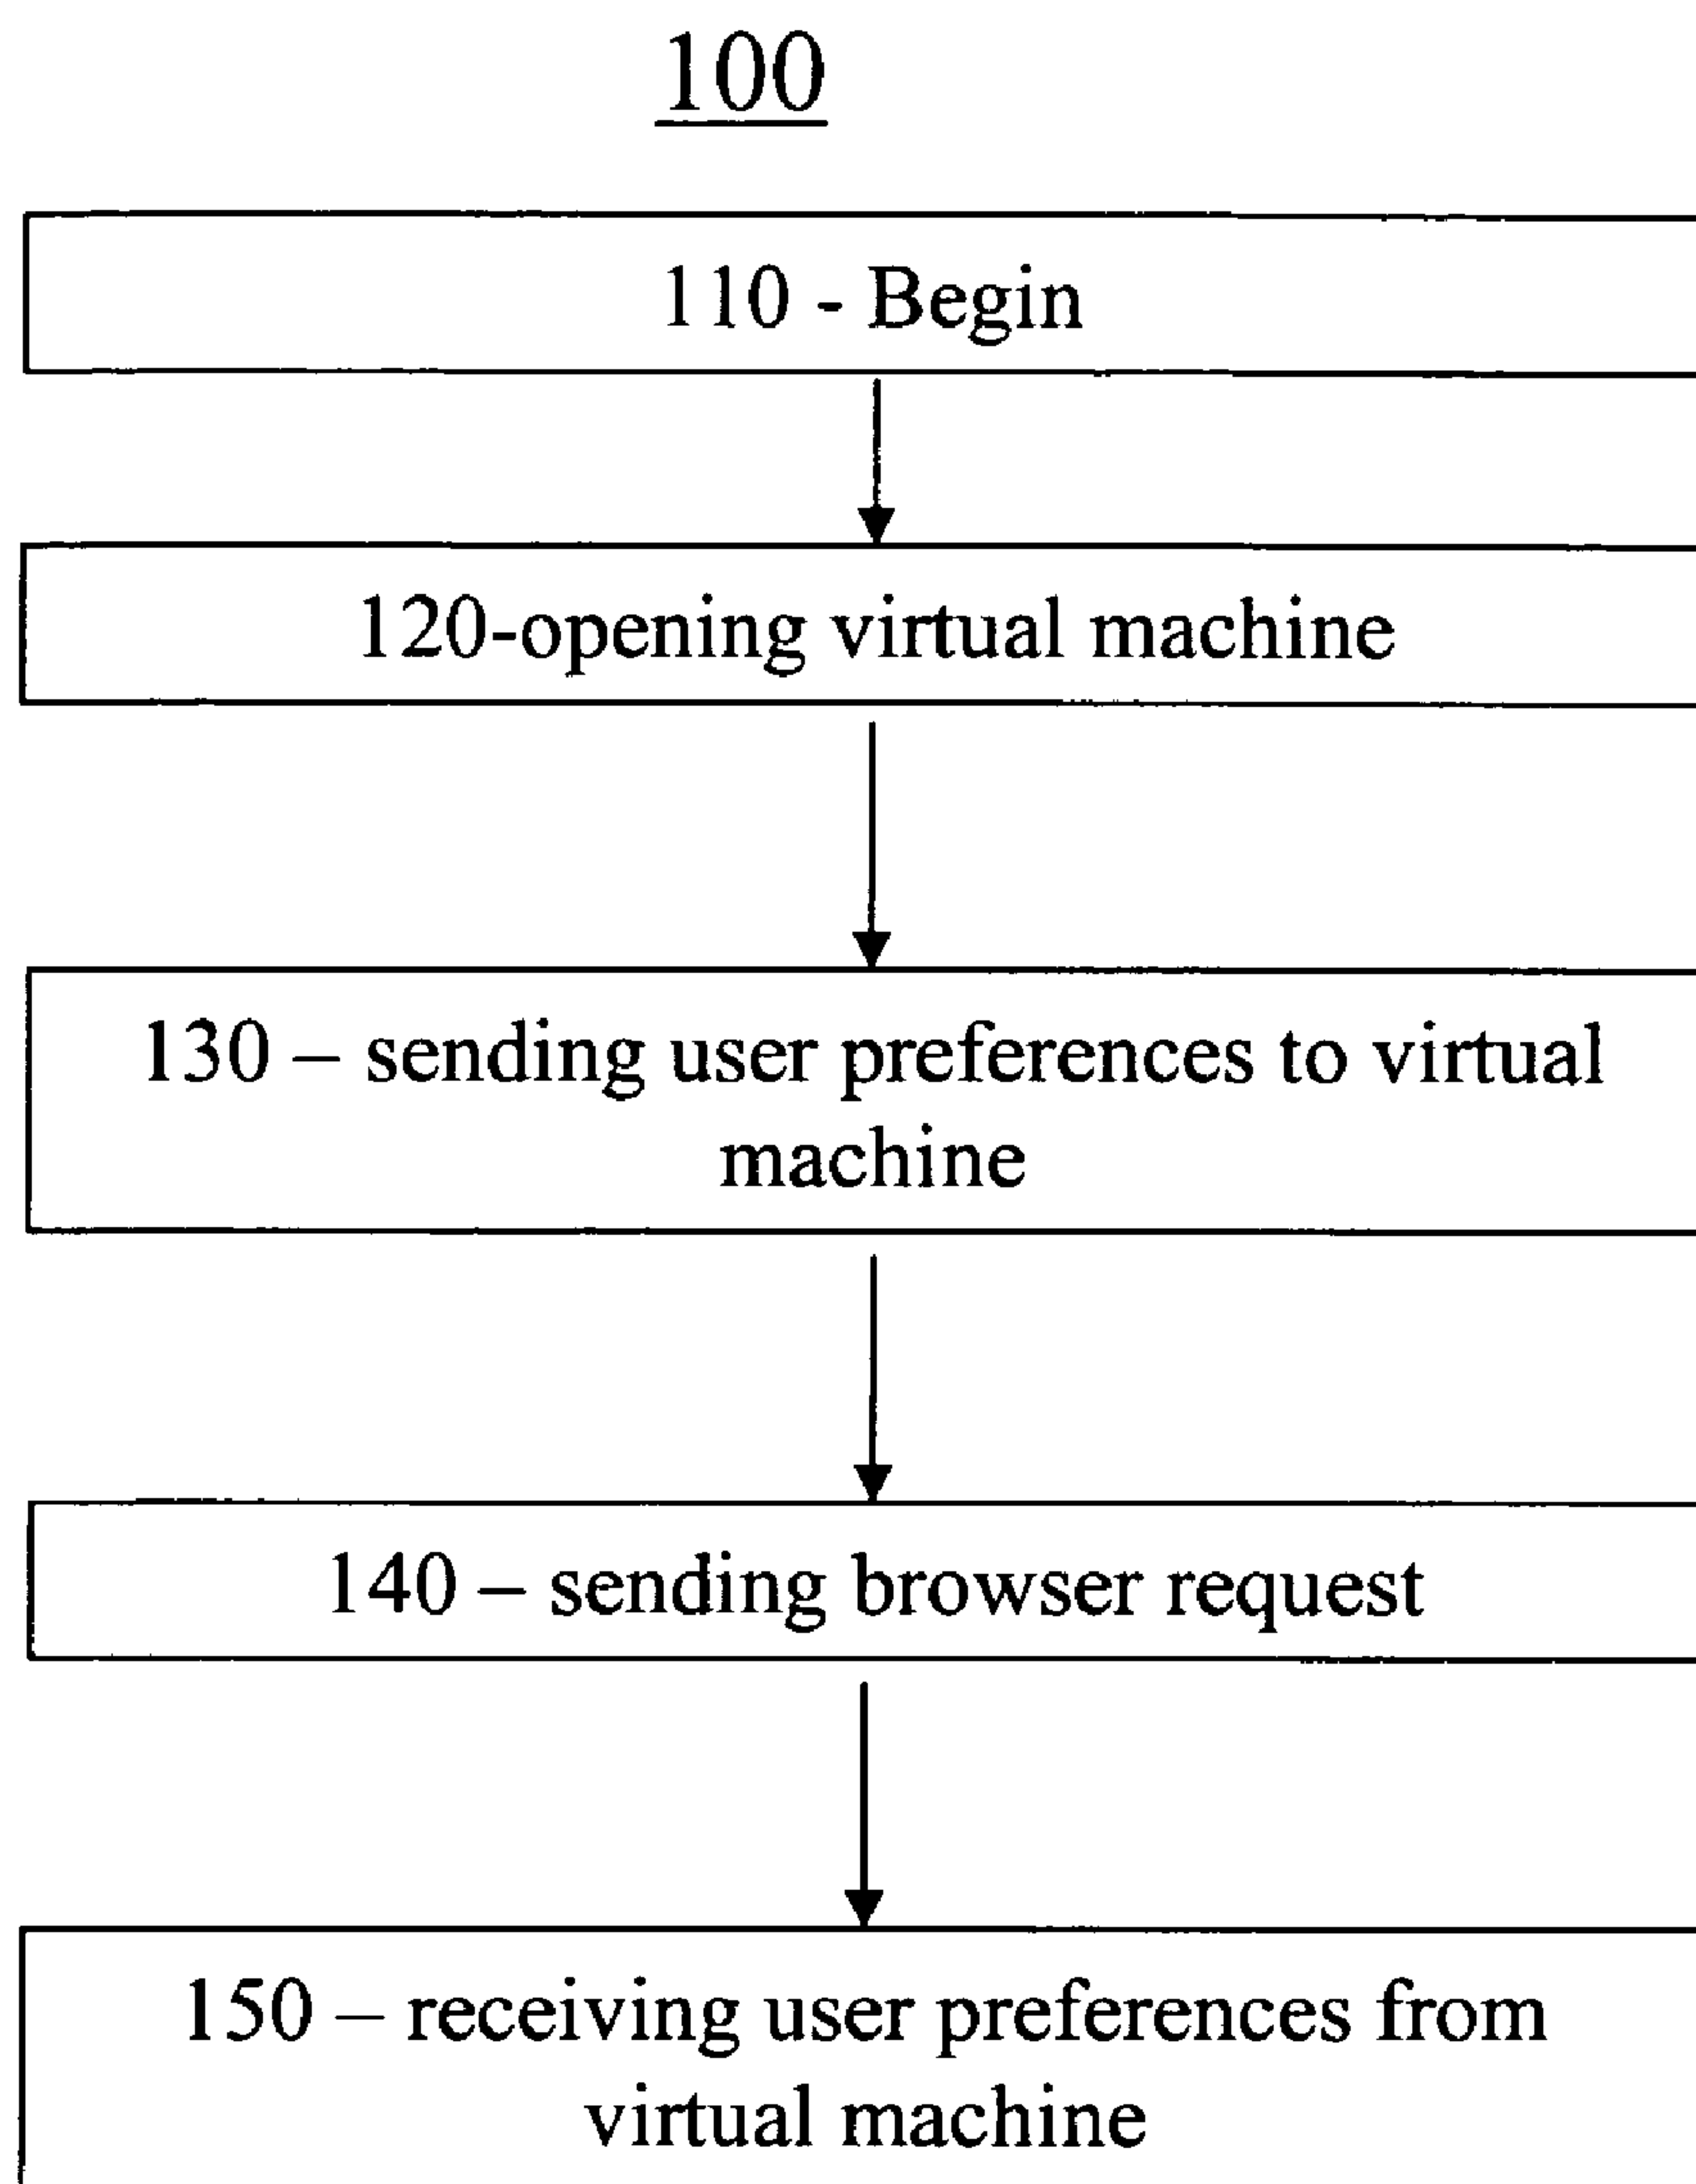 100
110 - Begin
120-opening virtual machine
130 – sending user preferences to virtual
machine
140 – sending browser request
150 – receiving user preferences from
virtual machine